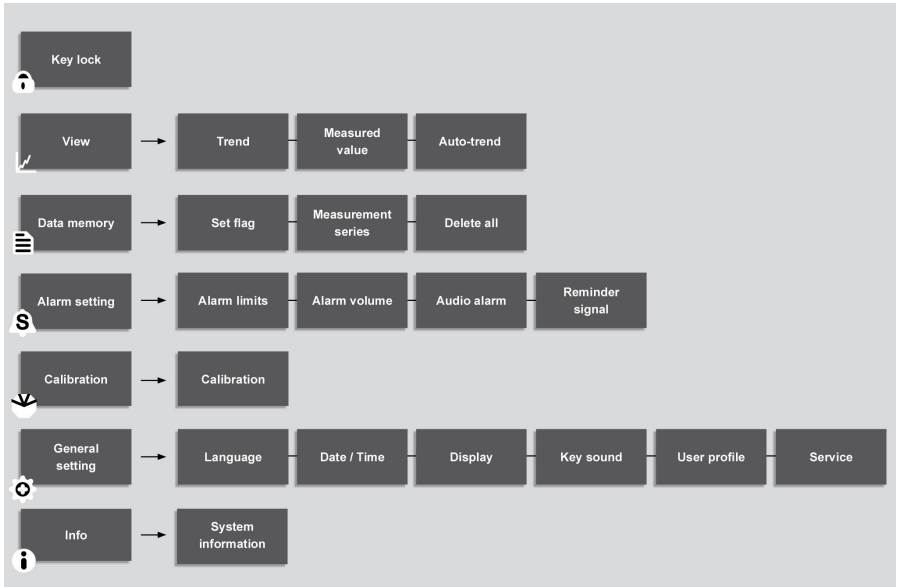 Key lock
View
Trend
Measured
value
Auto-trend
Data memory
Set flag
Measurement
series
Delete all
Alarm setting
Alarm limits
Alarm volume
Audio alarm
Reminder
signal
S
Calibration
Calibration
General
setting
Language
Date / Time
Display
Key sound
User profile
Service
Info
System
information
i